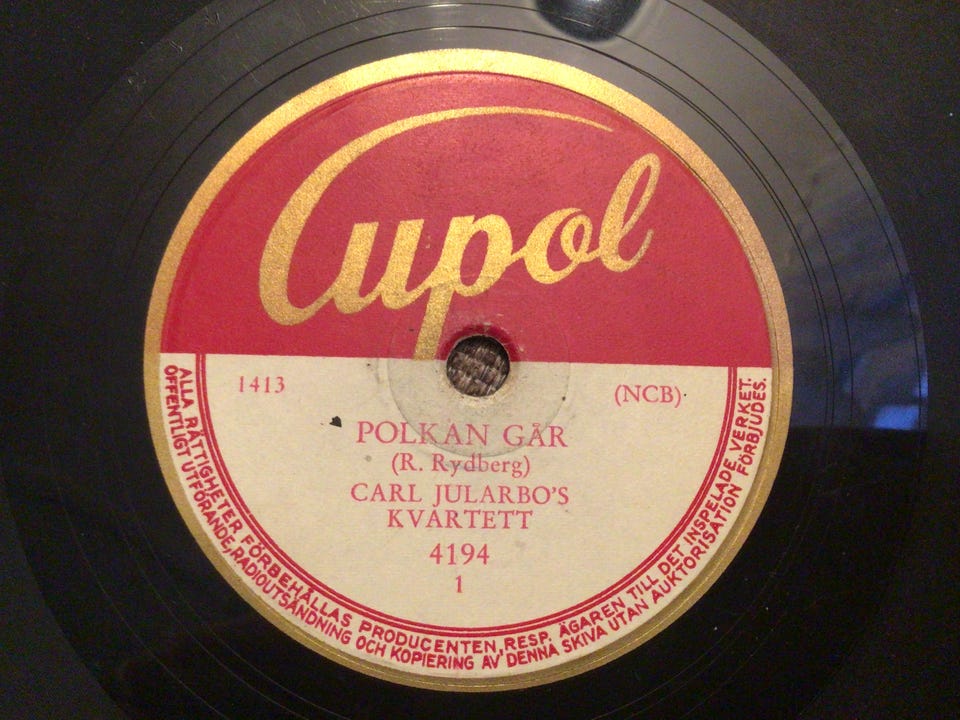 Cupol
1413
(NCB)
POLKAN GÅR
(R. Rydberg)
CARL JULARBO'S
KVARTETT
4194
1
ALLA RÄTTIGHETER FÖRBEHÅLLAS PRODUCENTEN, RESP. ÄGAREN TILL DET INSPELADE VERKET.
OFFENTLIGT UTFÖRANDE, RADIOUTSÄNDNING OCH KOPIERING AV DENNA SKIVA UTAN AUKTORISATION FÖRBJUDES.